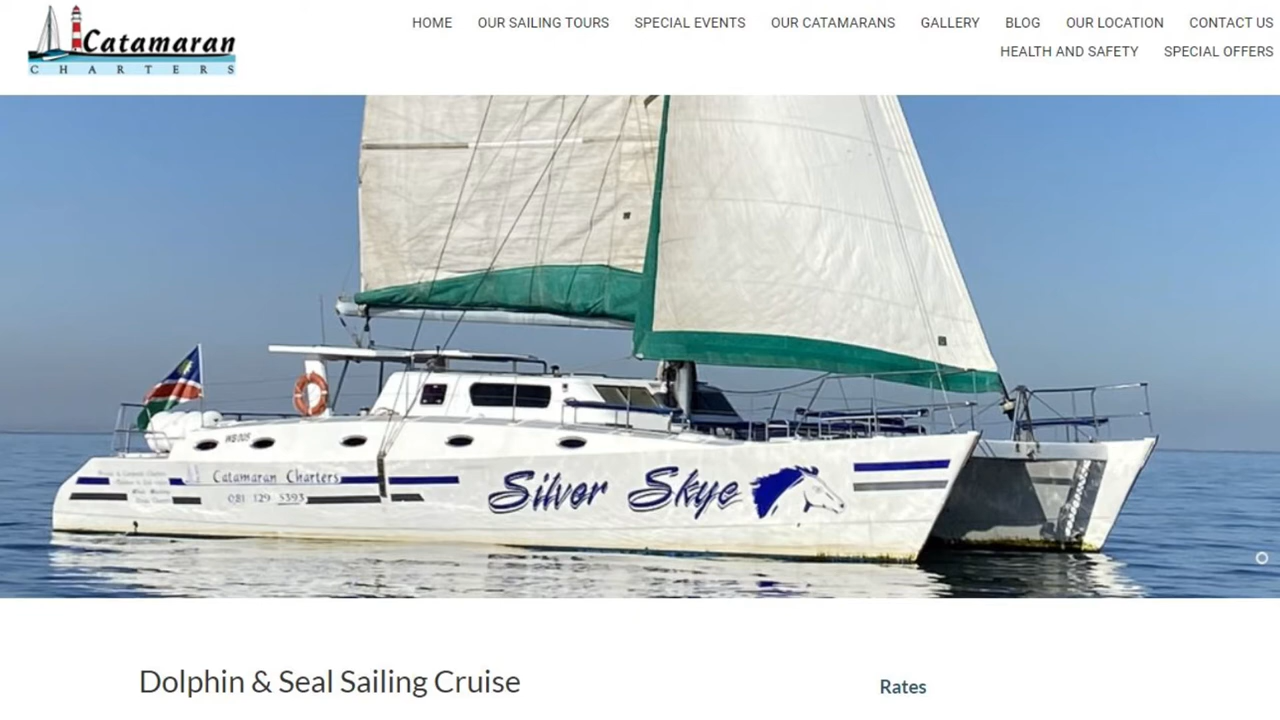 Catamaran
CHARTERS
HOME OUR SAILING TOURS SPECIAL EVENTS OUR CATAMARANS GALLERY BLOG OUR LOCATION CONTACT US
HEALTH AND SAFETY SPECIAL OFFERS
Catamaran Charters
081 129 5393
Silver Skye
Dolphin & Seal Sailing Cruise
Rates